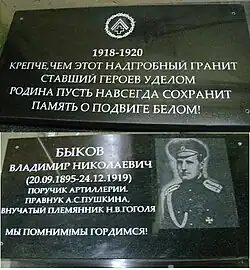 1918-1920
КРЕПЧЕ,ЧЕМ ЭТОТ НАДГРОБНЫЙ ГРАНИТ
СТАВШИЙ ГЕРОЕВ УДЕЛОМ
РОДИНА ПУСТЬ НАВСЕГДА СОХРАНИТ
ПАМЯТЬ О ПОДВИГЕ БЕЛОМ!
БЫКОВ
ВЛАДИМИР НИКОЛАЕВИЧ
(20.09.1895-24.12.1919)
ПОРУЧИК АРТИЛЛЕРИИ.
ПРАВНУК А.С.ПУШКИНА,
ВНУЧАТЫЙ ПЛЕМЯННИК Н.В.ГОГОЛЯ
МЫ ПОМНИМ!МЫ ГОРДИМСЯ!